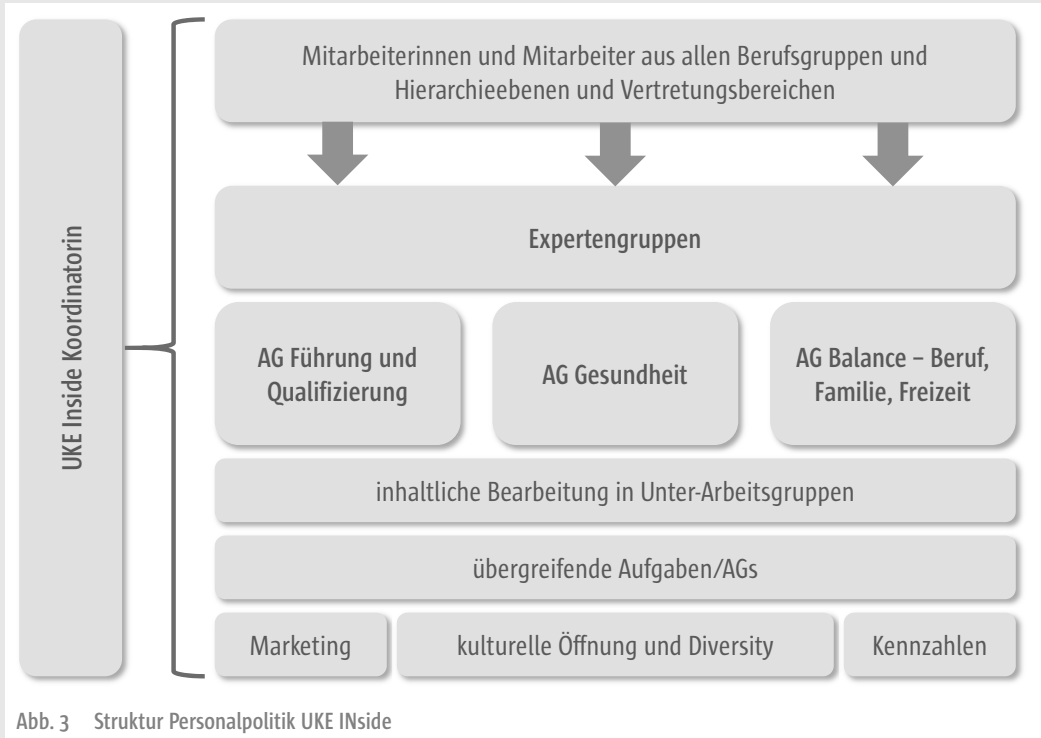 UKE Inside Koordinatorin
Mitarbeiterinnen und Mitarbeiter aus allen Berufsgruppen und
Hierarchieebenen und Vertretungsbereichen
Expertengruppen
AG Führung und
Qualifizierung
AG Gesundheit
AG Balance – Beruf,
Familie, Freizeit
inhaltliche Bearbeitung in Unter-Arbeitsgruppen
übergreifende Aufgaben/AGs
Marketing
kulturelle Öffnung und Diversity
Kennzahlen
Abb. 3 Struktur Personalpolitik UKE INside